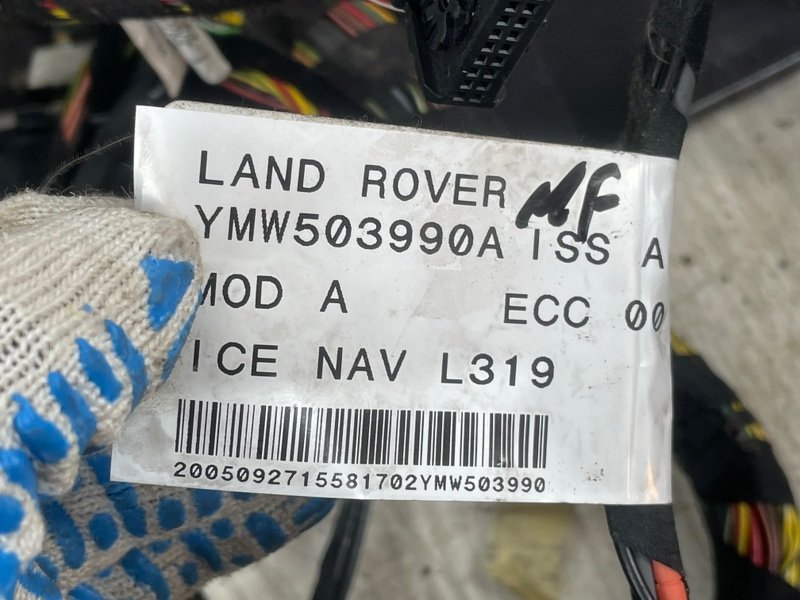 LAND ROVER MF
YMW503990A ISS A
MOD A ECC 00
ICE NAV L319
2005092715581702YMW503990